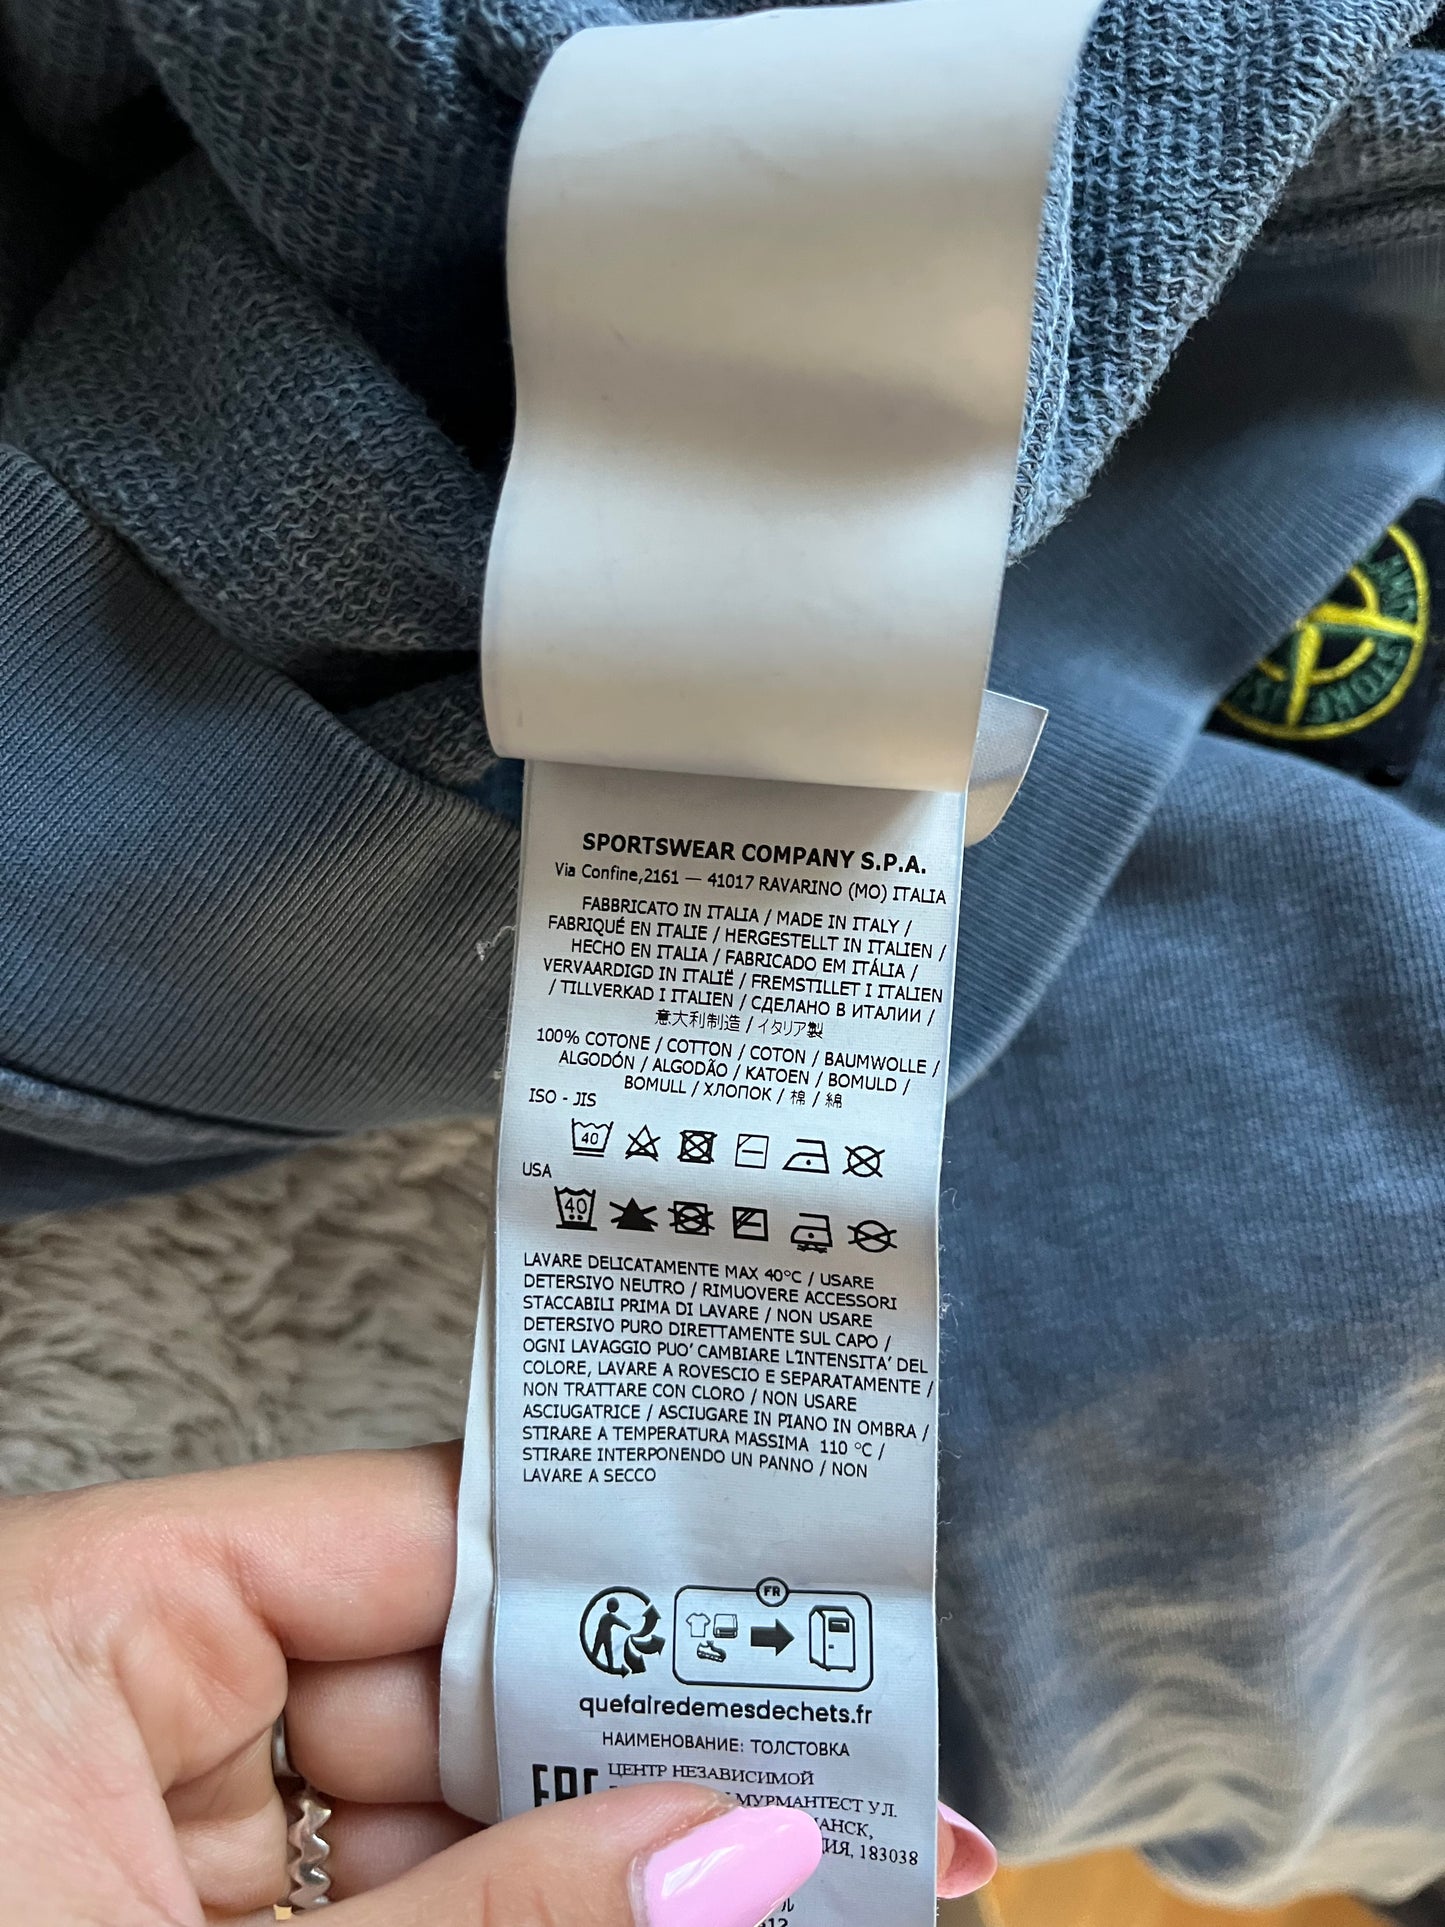 SPORTSWEAR COMPANY S.P.A.
Via Confine,2161 — 41017 RAVARINO (MO) ITALIA
FABBRICATO IN ITALIA / MADE IN ITALY /
FABRIQUÉ EN ITALIE / HERGESTELLT IN ITALIEN /
HECHO EN ITALIA / FABRICADO EM ITÁLIA /
VERVAARDIGD IN ITALIË / FREMSTILLET I ITALIEN
/ TILLVERKAD I ITALIEN / СДЕЛАНО В ИТАЛИИ /
意大利制造 / イタリア製
100% COTONE / COTTON / COTON / BAUMWOLLE /
ALGODÓN / ALGODÃO / KATOEN / BOMULD /
BOMULL / ХЛОПОК / 棉 / 綿
ISO - JIS
40
USA
40
LAVARE DELICATAMENTE MAX 40°C / USARE
DETERSIVO NEUTRO / RIMUOVERE ACCESSORI
STACCABILI PRIMA DI LAVARE / NON USARE
DETERSIVO PURO DIRETTAMENTE SUL CAPO /
OGNI LAVAGGIO PUO' CAMBIARE L'INTENSITA' DEL
COLORE, LAVARE A ROVESCIO E SEPARATAMENTE /
NON TRATTARE CON CLORO / NON USARE
ASCIUGATRICE / ASCIUGARE IN PIANO IN OMBRA /
STIRARE A TEMPERATURA MASSIMA 110 °C /
STIRARE INTERPONENDO UN PANNO / NON
LAVARE A SECCO
FR
quefairedemesdechets.fr
НАИМЕНОВАНИЕ: ТОЛСТОВКА
ЦЕНТР НЕЗАВИСИМОЙ
МУРМАНТЕСТ УЛ.
183038
STONE